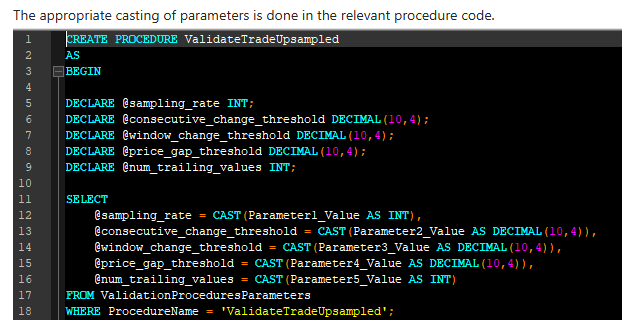 The appropriate casting of parameters is done in the relevant procedure code.
1 CREATE PROCEDURE ValidateTradeUpsampled
2 AS
3 BEGIN
4
5 DECLARE @sampling_rate INT;
6 DECLARE @consecutive_change_threshold DECIMAL(10,4);
7 DECLARE @window_change_threshold DECIMAL(10,4);
8 DECLARE @price_gap_threshold DECIMAL(10,4);
9 DECLARE @num_trailing_values INT;
10
11 SELECT
12 @sampling_rate = CAST(Parameter1_Value AS INT),
13 @consecutive_change_threshold = CAST(Parameter2_Value AS DECIMAL(10,4)),
14 @window_change_threshold = CAST(Parameter3_Value AS DECIMAL(10,4)),
15 @price_gap_threshold = CAST(Parameter4_Value AS DECIMAL(10,4)),
16 @num_trailing_values = CAST(Parameter5_Value AS INT)
17 FROM ValidationProceduresParameters
18 WHERE ProcedureName = 'ValidateTradeUpsampled';